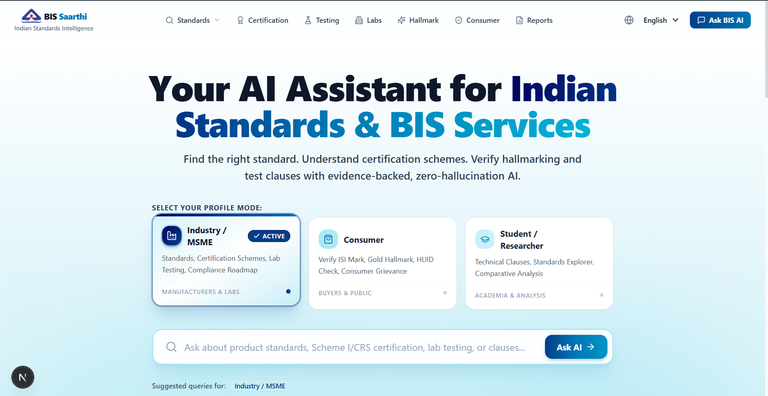 BIS Saarthi
Indian Standards Intelligence
Standards
Certification
Testing
Labs
Hallmark
Consumer
Reports
English
Ask BIS AI
Your AI Assistant for Indian
Standards & BIS Services
Find the right standard. Understand certification schemes. Verify hallmarking and
test clauses with evidence-backed, zero-hallucination AI.
SELECT YOUR PROFILE MODE:
Industry /
MSME
ACTIVE
Standards, Certification Schemes, Lab
Testing, Compliance Roadmap
MANUFACTURERS & LABS
Consumer
Verify ISI Mark, Gold Hallmark, HUID
Check, Consumer Grievance
BUYERS & PUBLIC
Student /
Researcher
Technical Clauses, Standards Explorer,
Comparative Analysis
ACADEMIA & ANALYSIS
Ask about product standards, Scheme I/CRS certification, lab testing, or clauses...
Ask AI
Suggested queries for: Industry / MSME
N